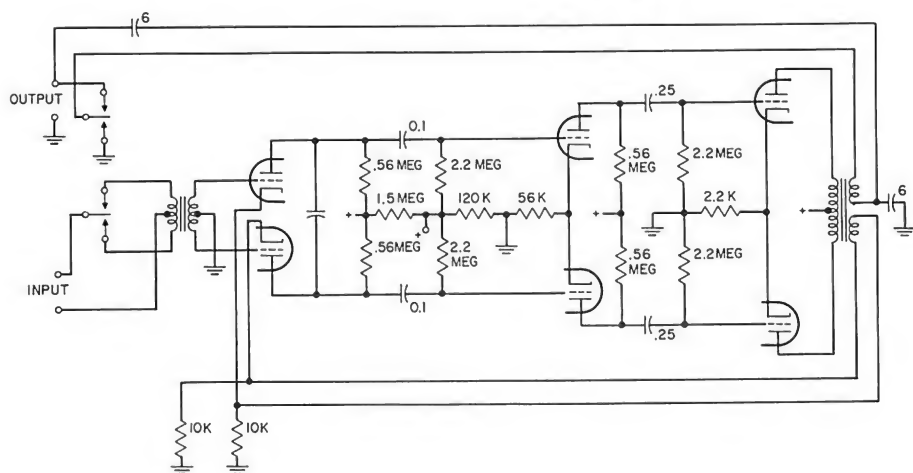 6
OUTPUT
INPUT
0.1
.56 MEG
2.2 MEG
1.5 MEG
120 K
56 K
+
+
.56MEG
2.2
MEG
0.1
.25
.56
MEG
2.2MEG
+
2.2 K
.56
MEG
2.2MEG
.25
+
6
10K
10K